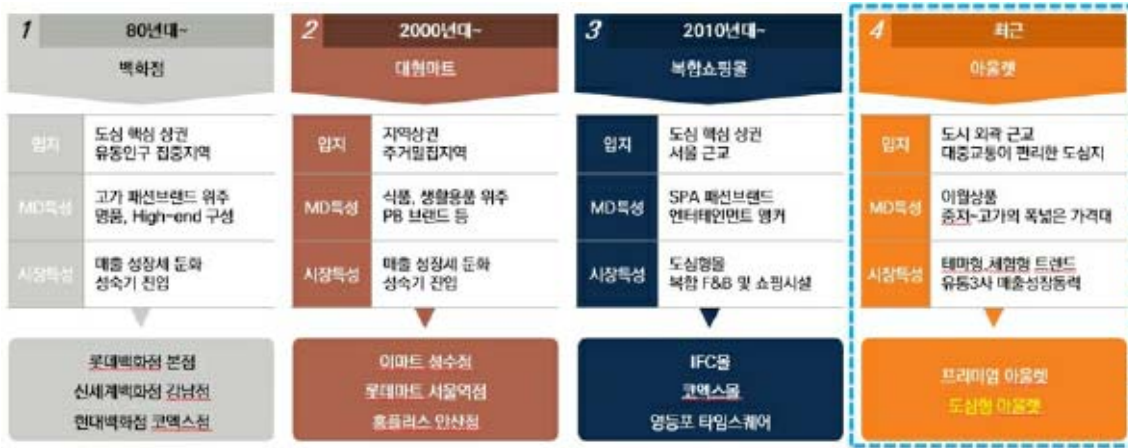 1
80년대~
백화점
입지
도심 핵심 상권
유동인구 집중지역
MD특성
고가 패션브랜드 위주
명품, High-end 구성
시장특성
매출 성장세 둔화
성숙기 진입
롯데백화점 본점
신세계백화점 강남점
현대백화점 코엑스점
2
2000년대~
대형마트
입지
지역상권
주거밀집지역
MD특성
식품, 생활용품 위주
PB 브랜드 등
시장특성
매출 성장세 둔화
성숙기 진입
이마트 성수점
롯데마트 서울역점
홈플러스 안산점
3
2010년대~
복합쇼핑몰
입지
도심 핵심 상권
서울 근교
MD특성
SPA 패션브랜드
엔터테인먼트 앵커
시장특성
도심형몰
복합 F&B 및 쇼핑시설
IFC몰
코엑스몰
영등포 타임스퀘어
4
최근
아울렛
입지
도시 외곽 근교
대중교통이 편리한 도심지
MD특성
이월상품
중저~고가의 폭넓은 가격대
시장특성
테마형.체험형 트렌드
유통3사 매출성장동력
프리미엄 아울렛
도심형 아울렛